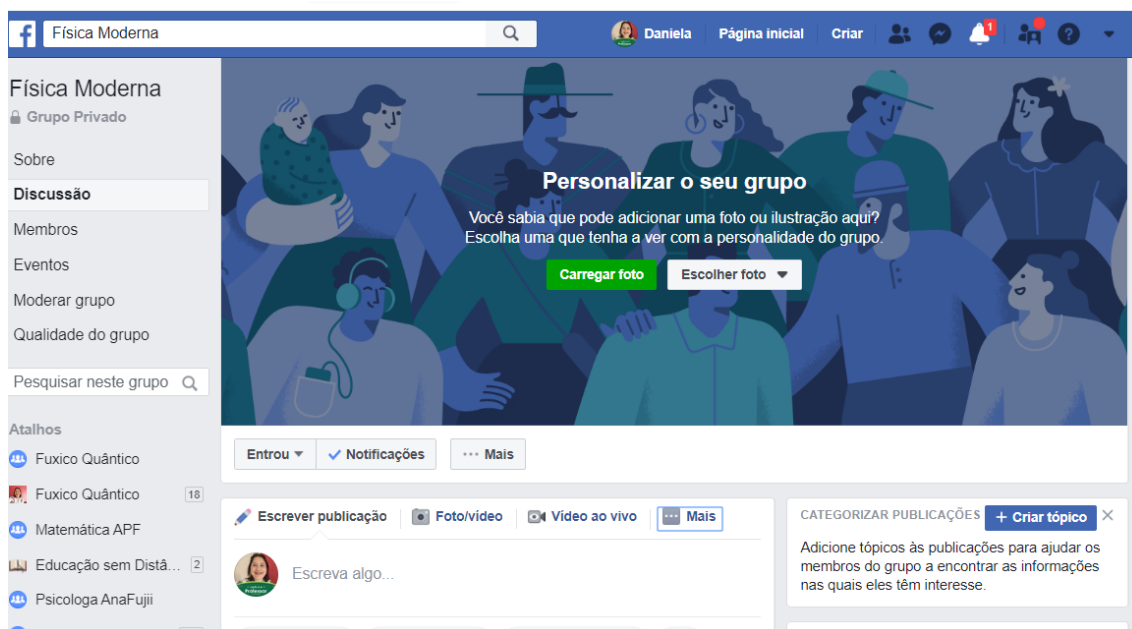 f
Física Moderna
Daniela
Página inicial
Criar
1
?
Física Moderna
Grupo Privado
Sobre
Discussão
Membros
Eventos
Moderar grupo
Qualidade do grupo
Pesquisar neste grupo
Atalhos
Fuxico Quântico
Fuxico Quântico 18
Matemática APF
Educação sem Distâ... 2
Psicologa AnaFujii
Personalizar o seu grupo
Você sabia que pode adicionar uma foto ou ilustração aqui?
Escolha uma que tenha a ver com a personalidade do grupo.
Carregar foto
Escolher foto
Entrou
Notificações
Mais
Escrever publicação
Foto/vídeo
Vídeo ao vivo
Mais
Escreva algo...
CATEGORIZAR PUBLICAÇÕES
+ Criar tópico
Adicione tópicos às publicações para ajudar os
membros do grupo a encontrar as informações
nas quais eles têm interesse.